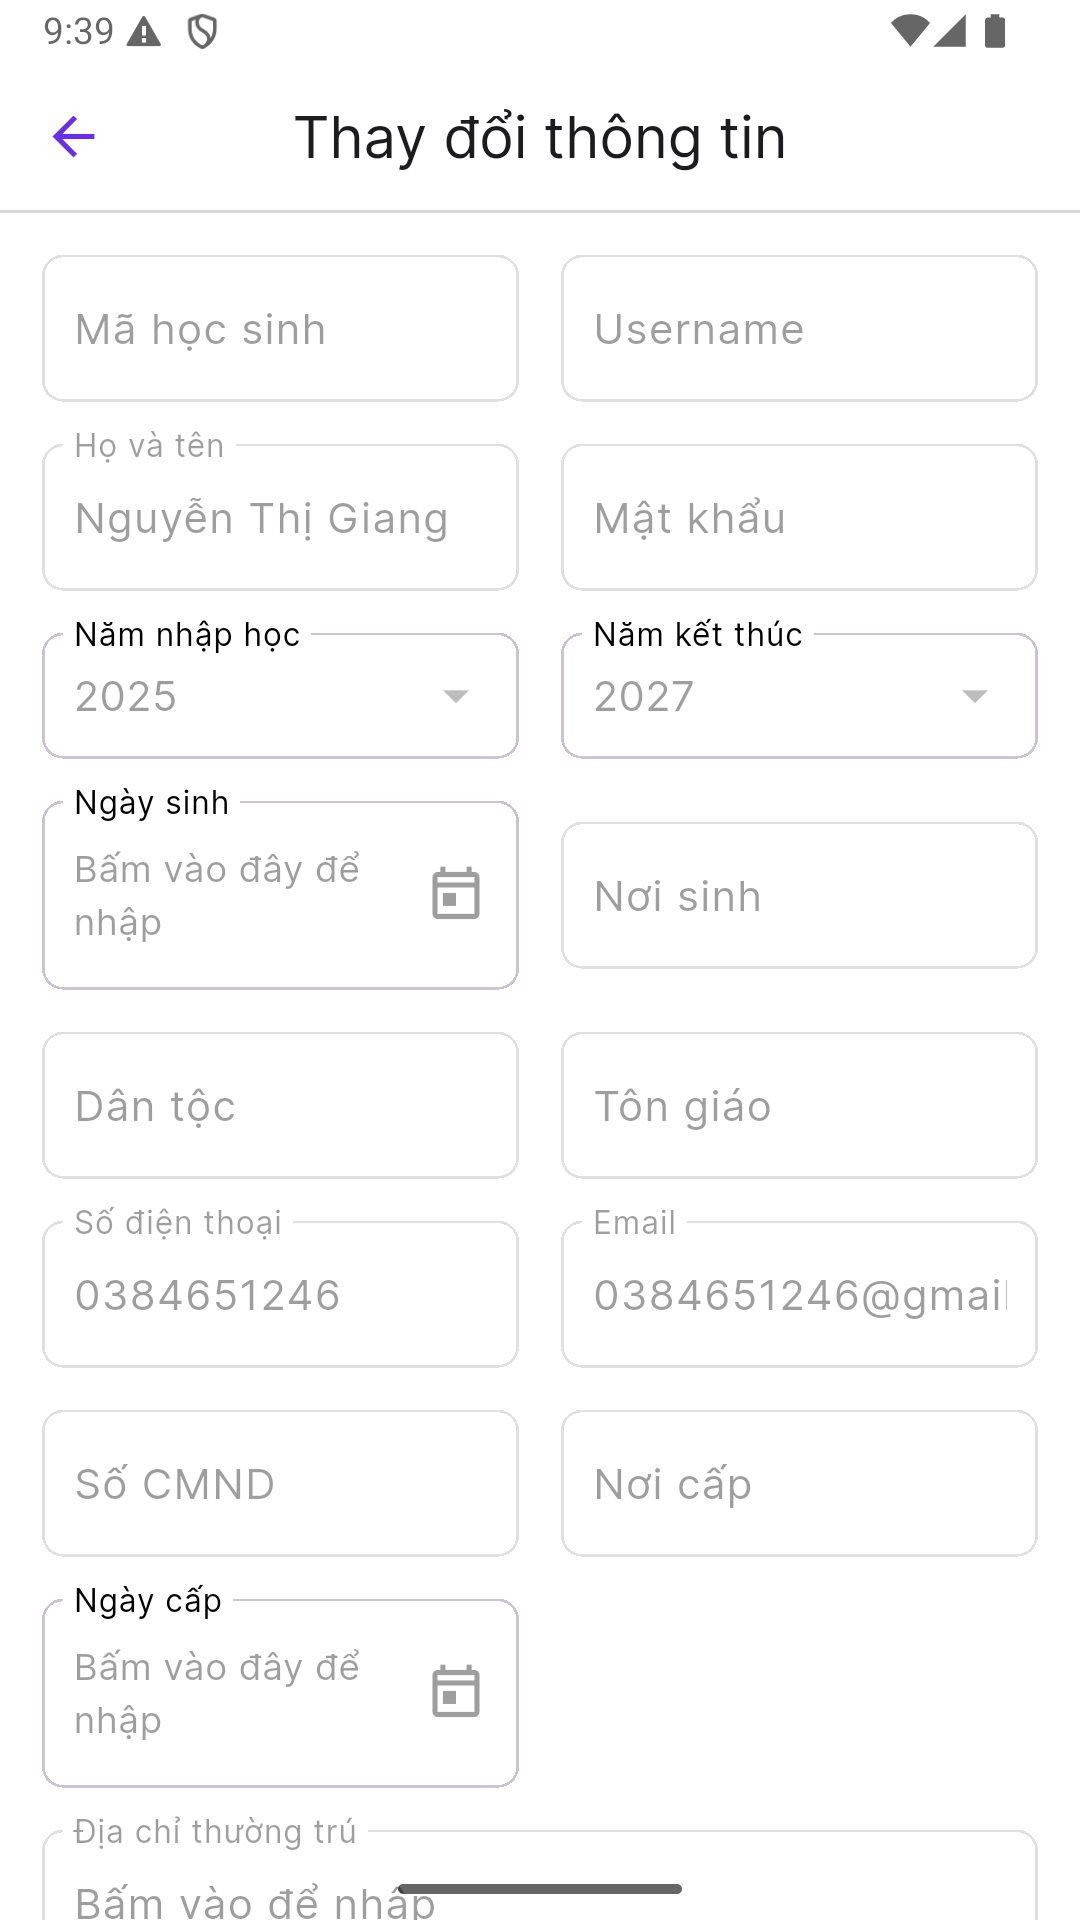 9:39
Thay đổi thông tin
Mã học sinh
Username
Họ và tên
Nguyễn Thị Giang
Mật khẩu
Năm nhập học
2025
Năm kết thúc
2027
Ngày sinh
Bấm vào đây để
nhập
Nơi sinh
Dân tộc
Tôn giáo
Số điện thoại
0384651246
Email
0384651246@gmail
Số CMND
Nơi cấp
Ngày cấp
Bấm vào đây để
nhập
Địa chỉ thường trú
Bấm vào để nhập